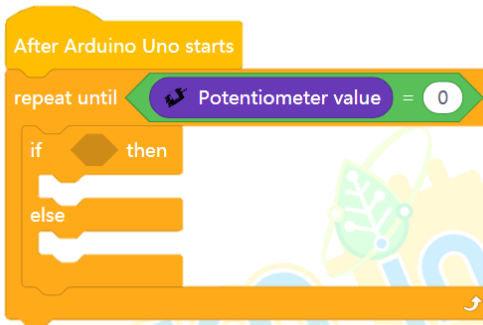 After Arduino Uno starts
repeat until Potentiometer value = 0
if then
else